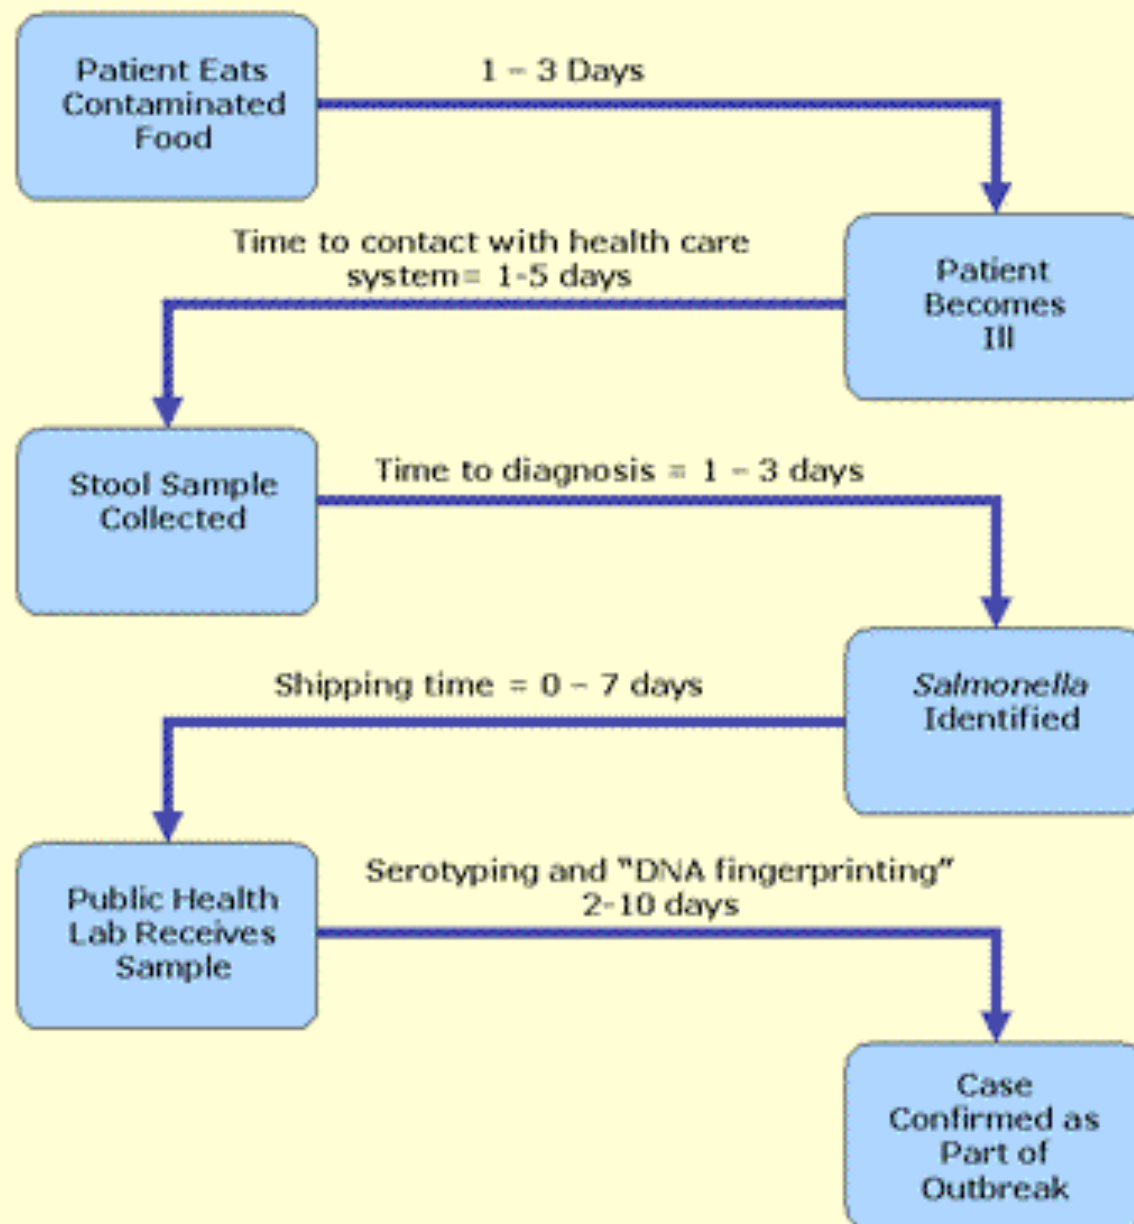 Patient Eats
Contaminated
Food
1 – 3 Days
Patient
Becomes
Ill
Time to contact with health care
system= 1-5 days
Stool Sample
Collected
Time to diagnosis = 1 – 3 days
Salmonella
Identified
Shipping time = 0 – 7 days
Public Health
Lab Receives
Sample
Serotyping and “DNA fingerprinting”
2-10 days
Case
Confirmed as
Part of
Outbreak